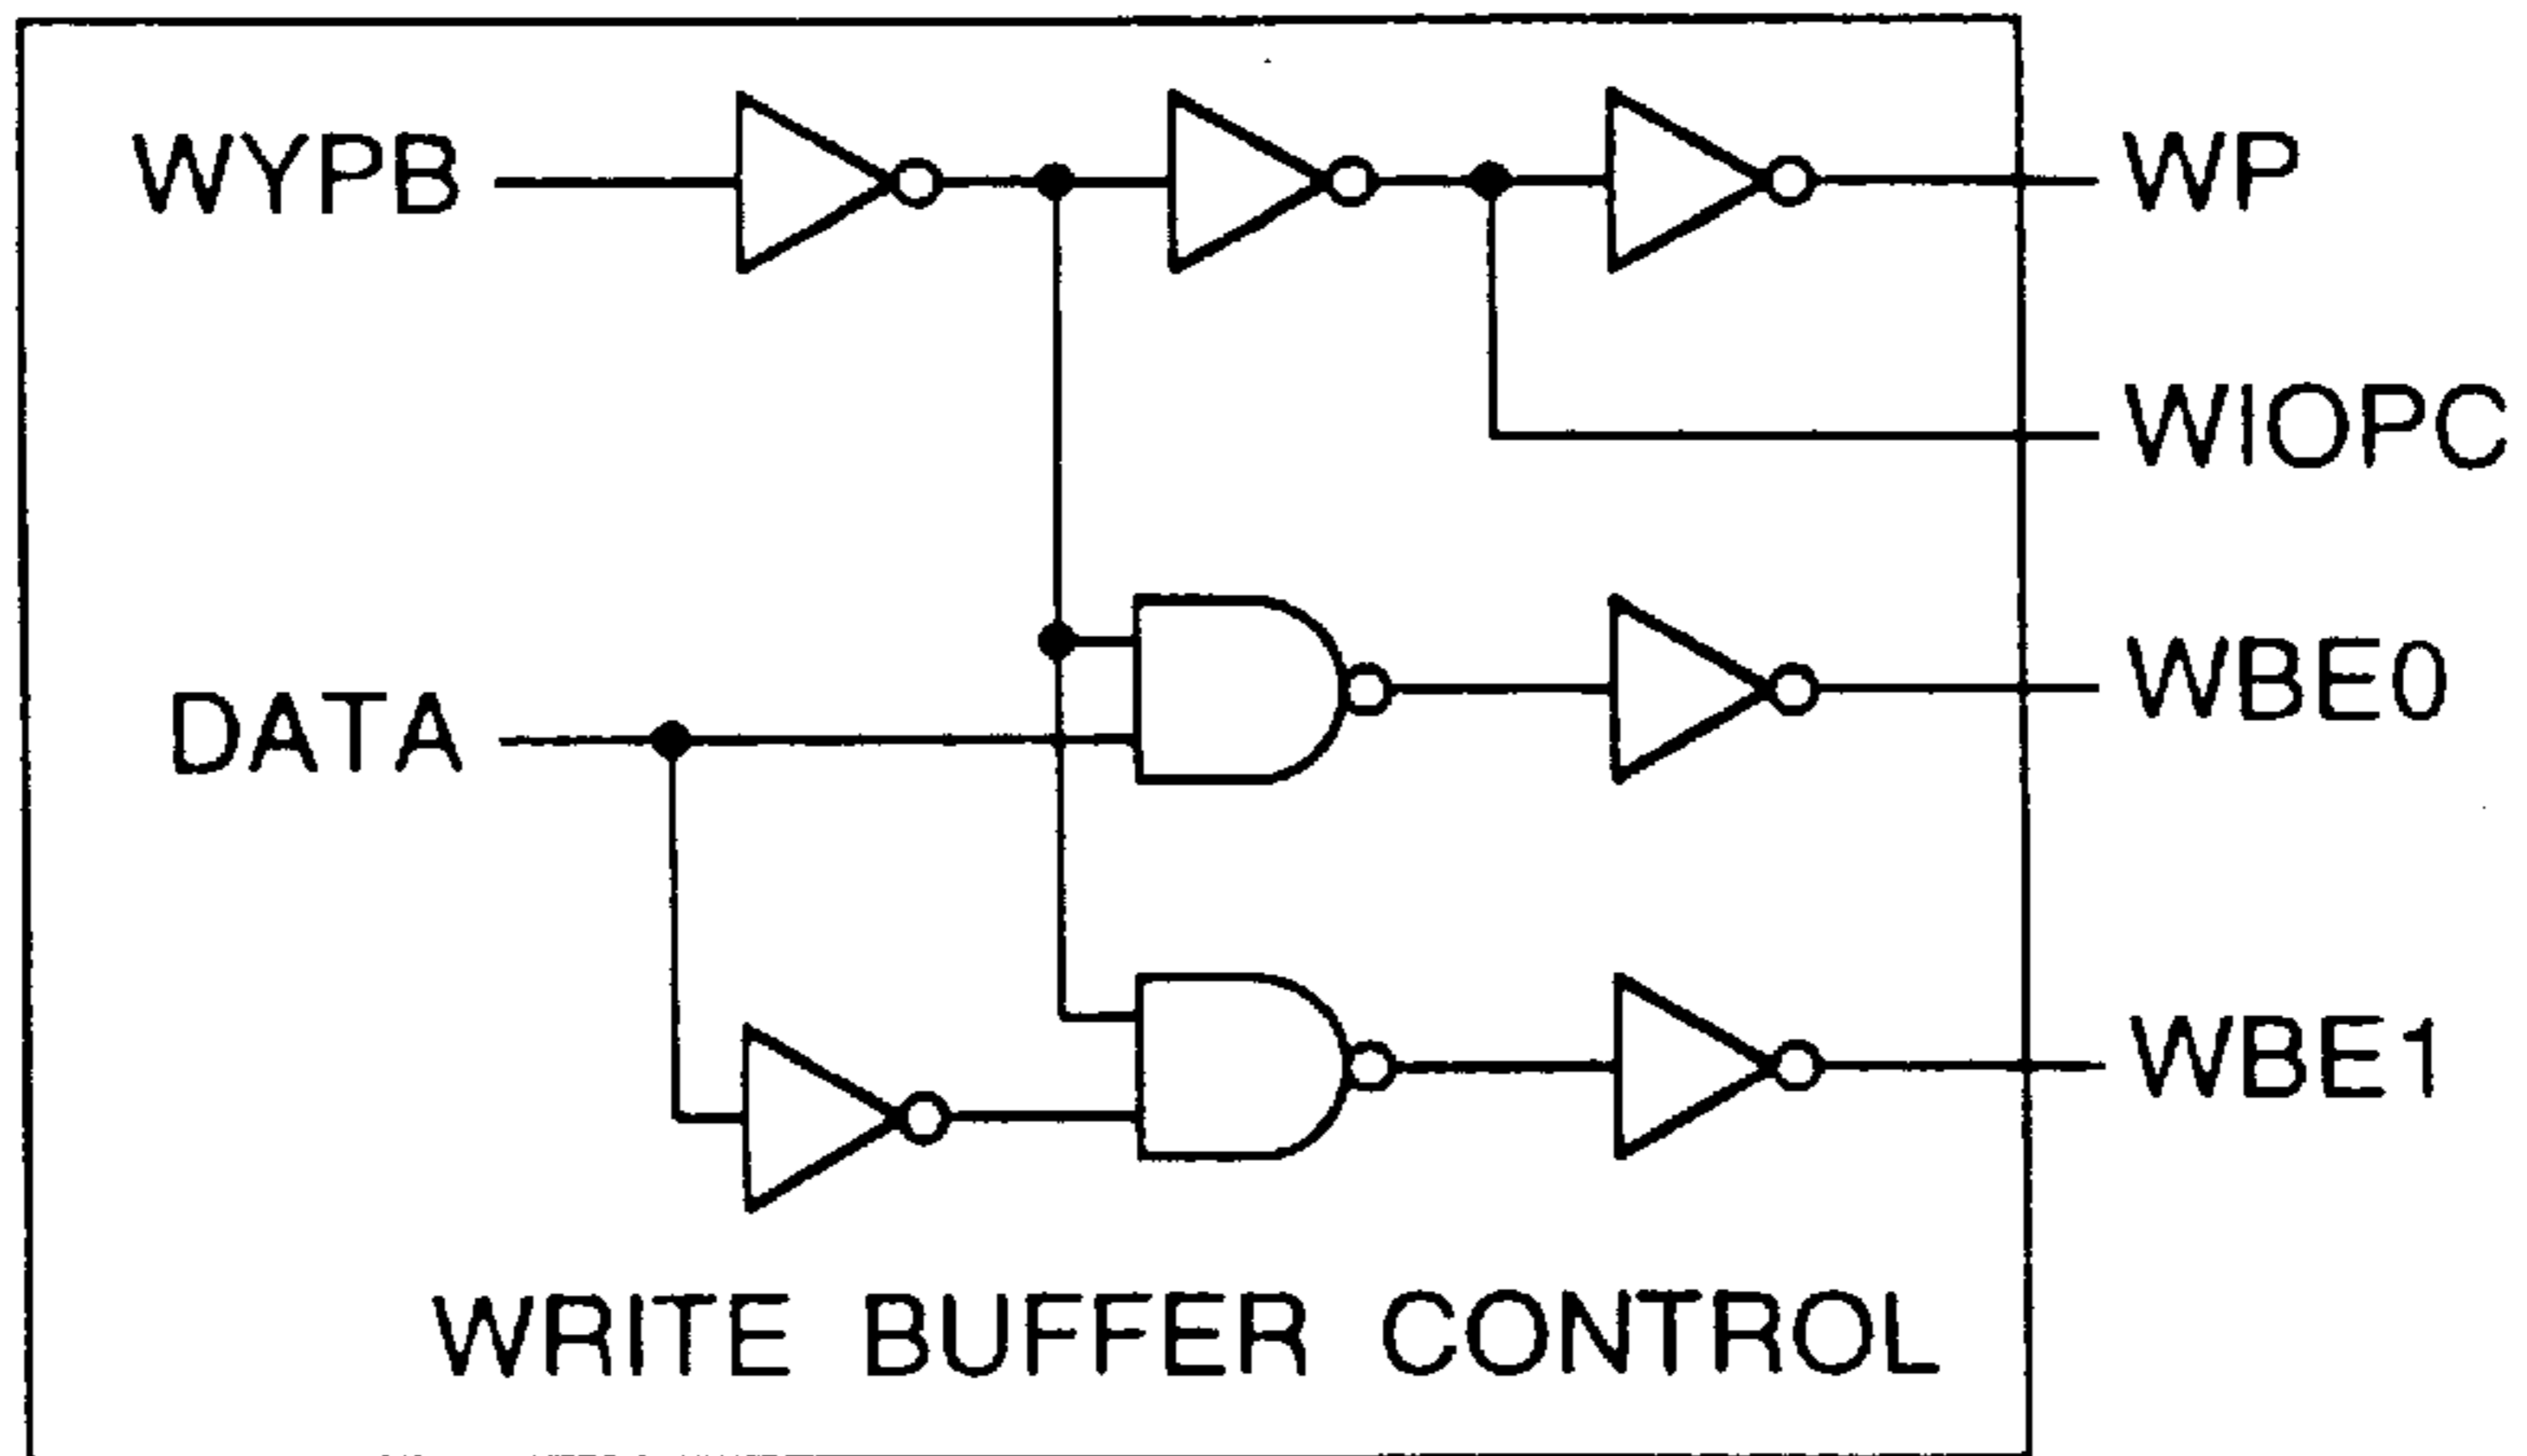 WYPB
WP
WIOPC
WBE0
DATA
WBE1
WRITE BUFFER CONTROL